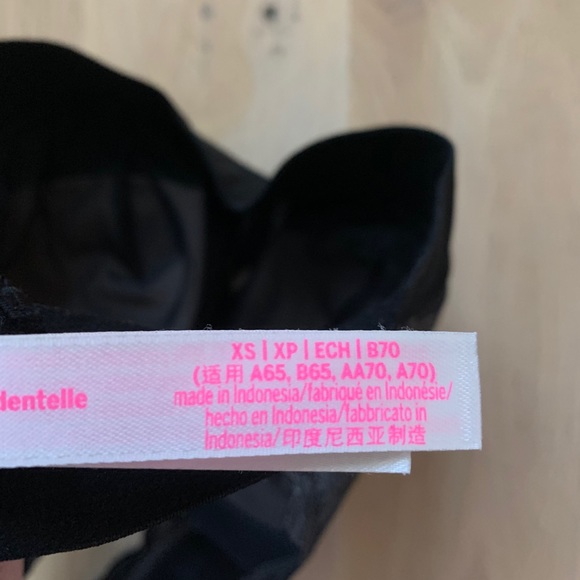 dentelle
XS | XP | ECH | B70
(适用 A65, B65, AA70, A70)
made in Indonesia/fabriqué en Indonésie/
hecho en Indonesia/fabbricato in
Indonesia/印度尼西亚制造